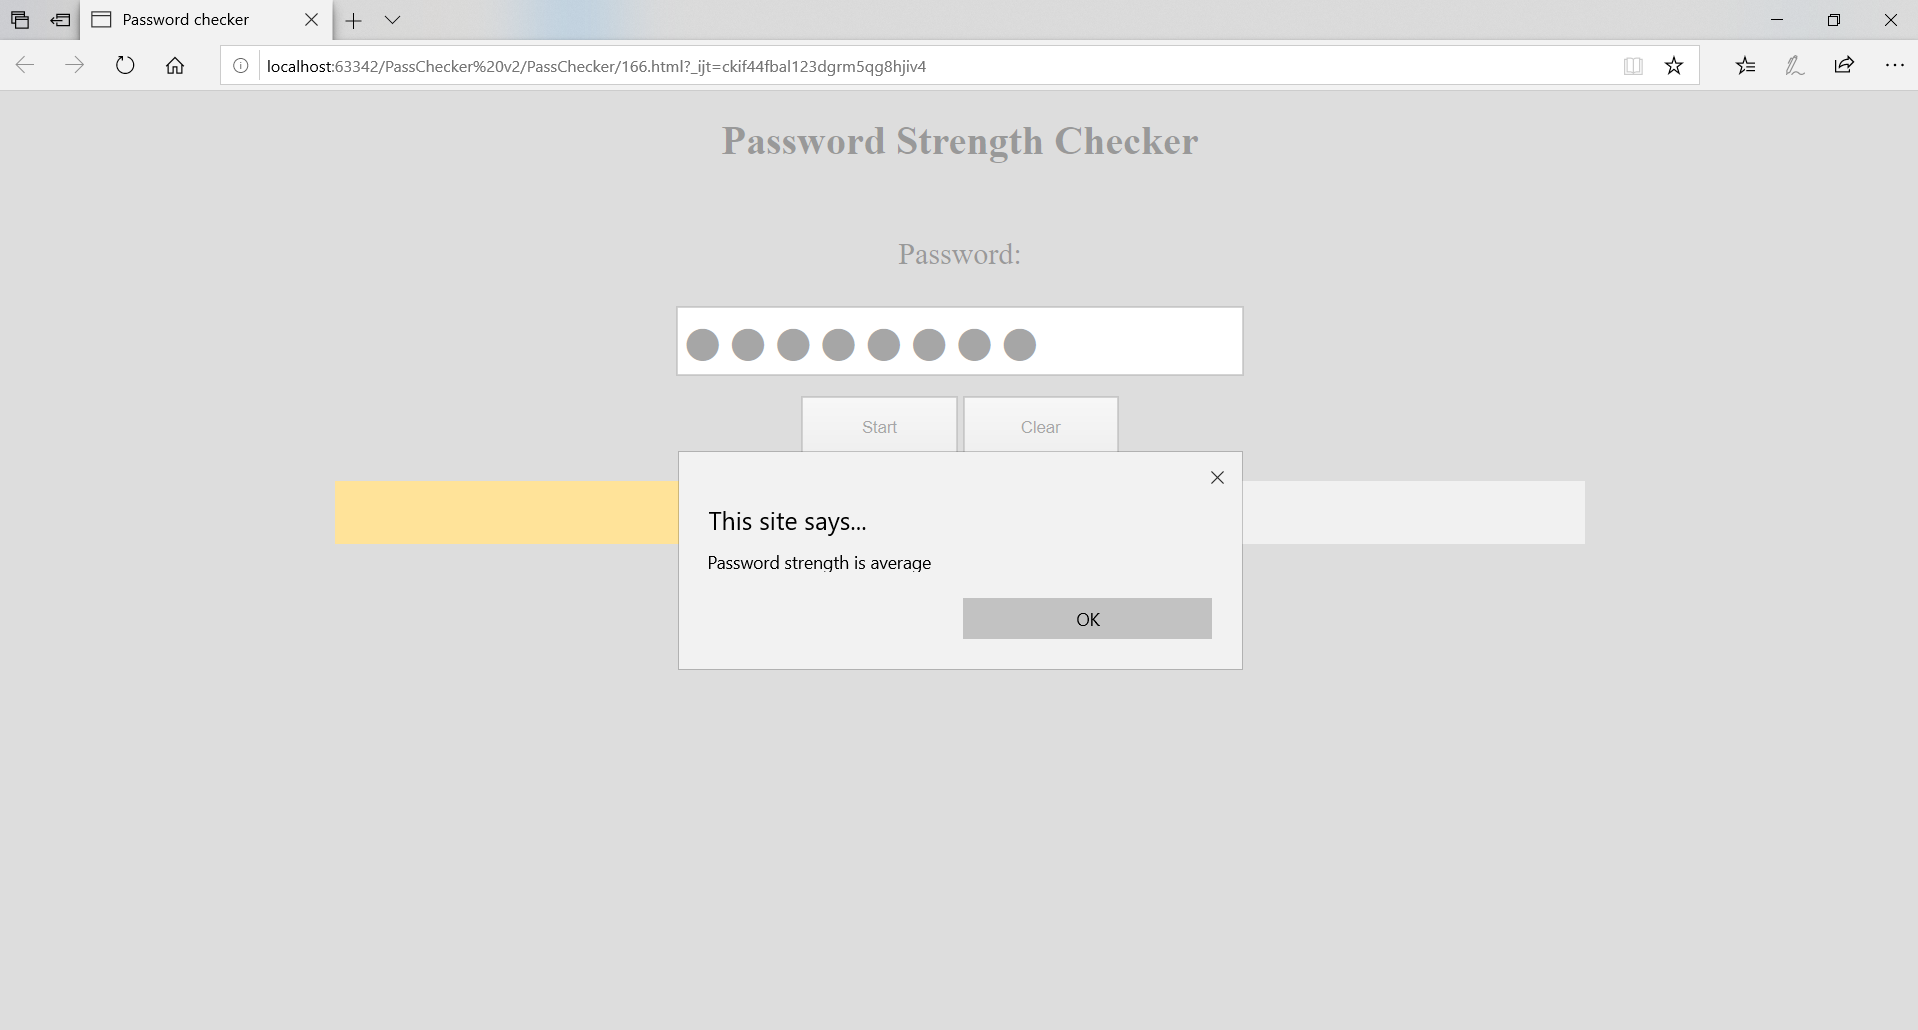 Password checker
localhost:63342/PassChecker%20v2/PassChecker/166.html?_ijt=ckif44fbal123dgrm5qg8hjiv4
Password Strength Checker
Password:
Start Clear
This site says...
Password strength is average
OK